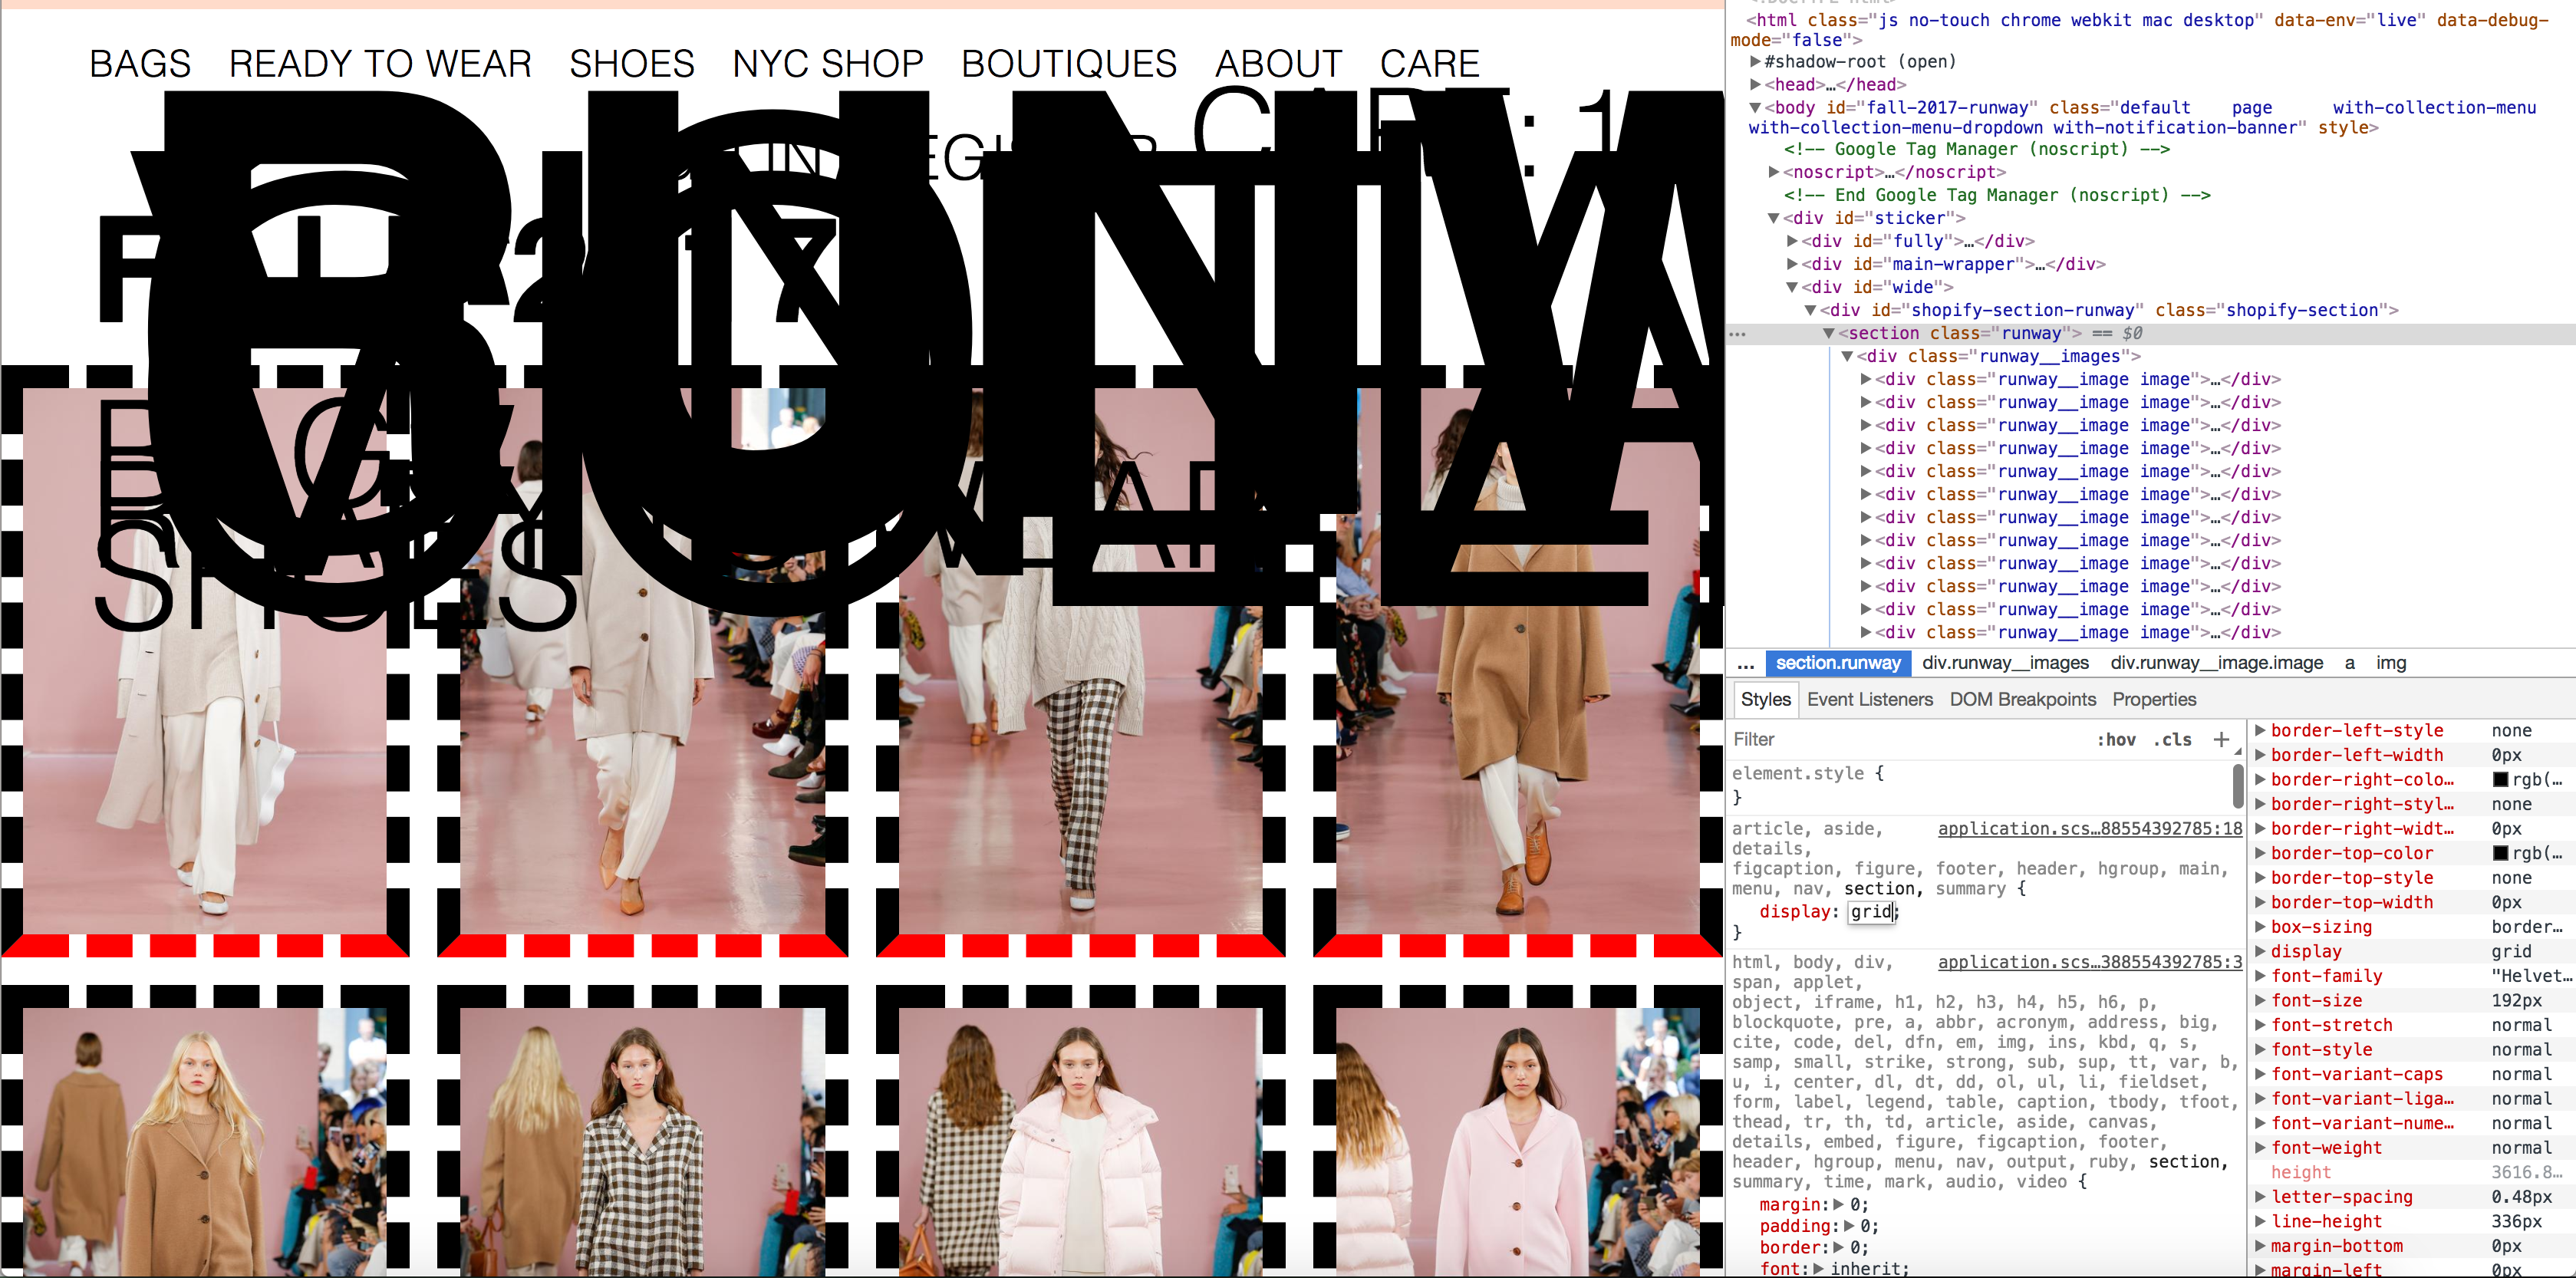 BAGS READY TO WEAR SHOES NYC SHOP BOUTIQUES ABOUT CARE
SHOES
<!DOCTYPE html>
<html class="js no-touch chrome webkit mac desktop" data-env="live" data-debug-
mode="false">
▶#shadow-root (open)
▶<head>…</head>
▼<body id="fall-2017-runway" class="default page with-collection-menu
with-collection-menu-dropdown with-notification-banner" style>
<!-- Google Tag Manager (noscript) -->
▶<noscript>…</noscript>
<!-- End Google Tag Manager (noscript) -->
▼<div id="sticker">
▶<div id="fully">…</div>
▶<div id="main-wrapper">…</div>
▼<div id="wide">
▼<div id="shopify-section-runway" class="shopify-section">
… ▼<section class="runway"> == $0
▼<div class="runway__images">
▶<div class="runway__image image">…</div>
▶<div class="runway__image image">…</div>
▶<div class="runway__image image">…</div>
▶<div class="runway__image image">…</div>
▶<div class="runway__image image">…</div>
▶<div class="runway__image image">…</div>
▶<div class="runway__image image">…</div>
▶<div class="runway__image image">…</div>
▶<div class="runway__image image">…</div>
▶<div class="runway__image image">…</div>
▶<div class="runway__image image">…</div>
▶<div class="runway__image image">…</div>
… section.runway div.runway__images div.runway__image.image a img
Styles Event Listeners DOM Breakpoints Properties
Filter :hov .cls +
element.style {
}
article, aside, application.scs…88554392785:18
details,
figcaption, figure, footer, header, hgroup, main,
menu, nav, section, summary {
display: grid;
}
html, body, div, application.scs…388554392785:3
span, applet,
object, iframe, h1, h2, h3, h4, h5, h6, p,
blockquote, pre, a, abbr, acronym, address, big,
cite, code, del, dfn, em, img, ins, kbd, q, s,
samp, small, strike, strong, sub, sup, tt, var, b,
u, i, center, dl, dt, dd, ol, ul, li, fieldset,
form, label, legend, table, caption, tbody, tfoot,
thead, tr, th, td, article, aside, canvas,
details, embed, figure, figcaption, footer,
header, hgroup, menu, nav, output, ruby, section,
summary, time, mark, audio, video {
margin:▶ 0;
padding:▶ 0;
border:▶ 0;
font:▶ inherit;
▶ border-left-style none
▶ border-left-width 0px
▶ border-right-colo… rgb(…
▶ border-right-styl… none
▶ border-right-widt… 0px
▶ border-top-color rgb(…
▶ border-top-style none
▶ border-top-width 0px
▶ box-sizing border…
▶ display grid
▶ font-family "Helvet…
▶ font-size 192px
▶ font-stretch normal
▶ font-style normal
▶ font-variant-caps normal
▶ font-variant-liga… normal
▶ font-variant-nume… normal
▶ font-weight normal
height 3616.8…
▶ letter-spacing 0.48px
▶ line-height 336px
▶ margin-bottom 0px
▶ margin-left 0px